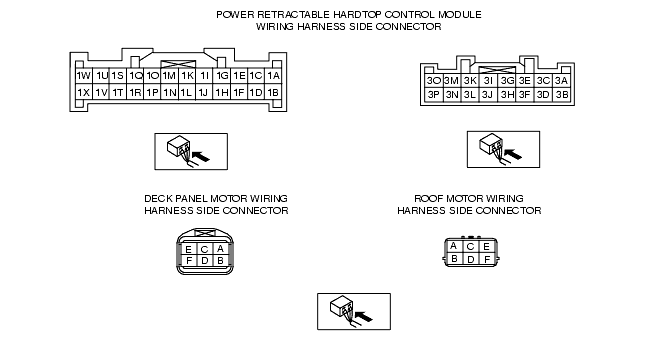 POWER RETRACTABLE HARDTOP CONTROL MODULE
WIRING HARNESS SIDE CONNECTOR
1W 1U 1S 1Q 1O 1M 1K 1I 1G 1E 1C 1A
1X 1V 1T 1R 1P 1N 1L 1J 1H 1F 1D 1B
3O 3M 3K 3I 3G 3E 3C 3A
3P 3N 3L 3J 3H 3F 3D 3B
DECK PANEL MOTOR WIRING
HARNESS SIDE CONNECTOR
E C A
F D B
ROOF MOTOR WIRING
HARNESS SIDE CONNECTOR
A C E
B D F